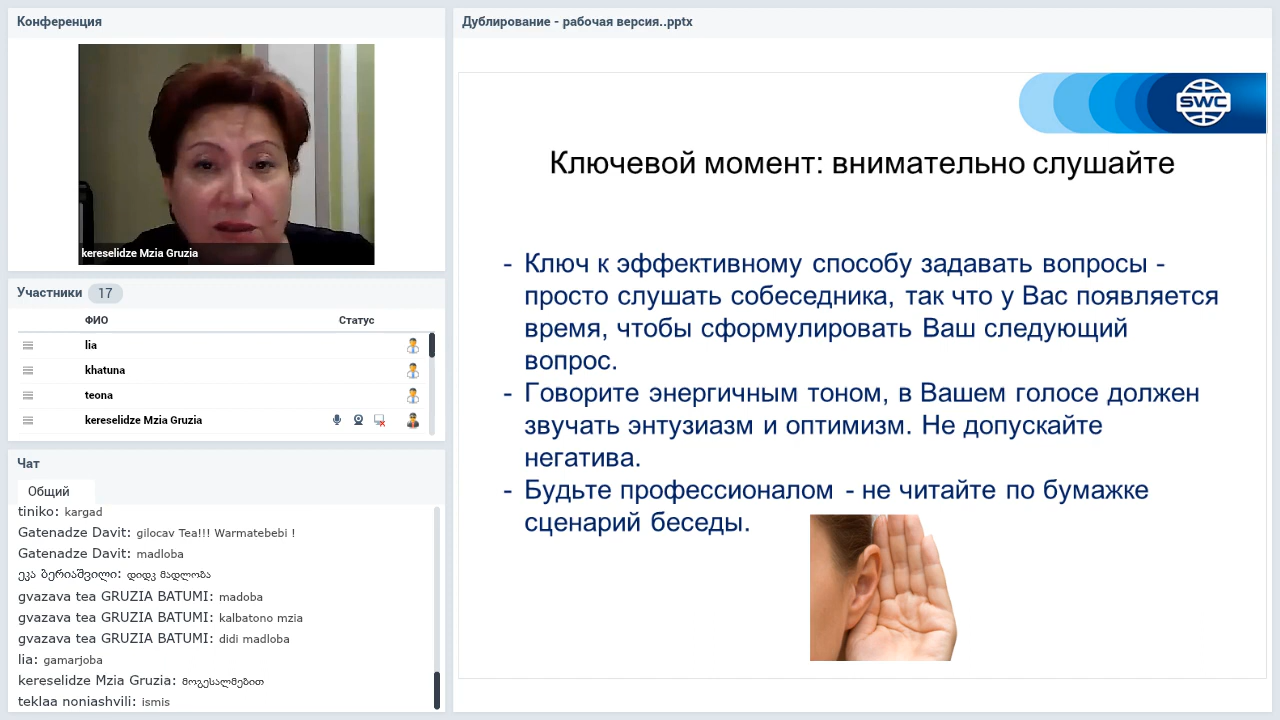 Конференция
kereselidze Mzia Gruzia
Участники 17
ФИО Статус
lia
khatuna
teona
kereselidze Mzia Gruzia
Чат
Общий
tiniko: kargad
Gatenadze Davit: gilocav Tea!!! Warmatebebi !
Gatenadze Davit: madloba
ეკა ბერიაშვილი: დიდკ მადლობა
gvazava tea GRUZIA BATUMI: madoba
gvazava tea GRUZIA BATUMI: kalbatono mzia
gvazava tea GRUZIA BATUMI: didi madloba
lia: gamarjoba
kereselidze Mzia Gruzia: მოგესალმებით
teklaa noniashvili: ismis
Дублирование - рабочая версия..pptx
SWC
Ключевой момент: внимательно слушайте
- Ключ к эффективному способу задавать вопросы -
просто слушать собеседника, так что у Вас появляется
время, чтобы сформулировать Ваш следующий
вопрос.
- Говорите энергичным тоном, в Вашем голосе должен
звучать энтузиазм и оптимизм. Не допускайте
негатива.
- Будьте профессионалом - не читайте по бумажке
сценарий беседы.